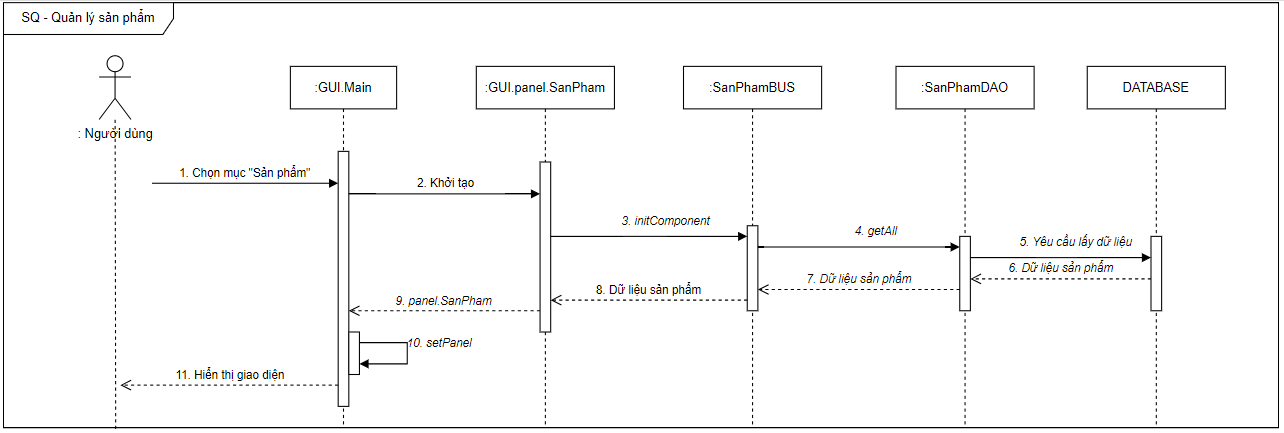 SQ - Quản lý sản phẩm
: Người dùng
:GUI.Main
:GUI.panel.SanPham
:SanPhamBUS
:SanPhamDAO
DATABASE
1. Chọn mục "Sản phẩm"
2. Khởi tạo
3. initComponent
4. getAll
5. Yêu cầu lấy dữ liệu
6. Dữ liệu sản phẩm
7. Dữ liệu sản phẩm
8. Dữ liệu sản phẩm
9. panel.SanPham
10. setPanel
11. Hiển thị giao diện